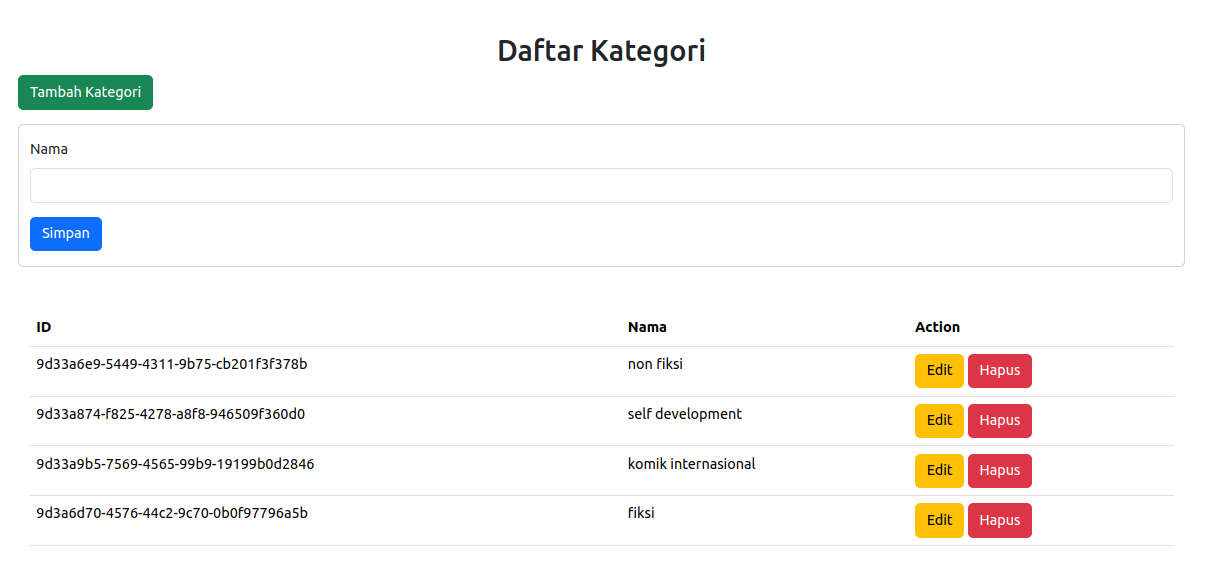 Daftar Kategori
Tambah Kategori
Nama
Simpan
ID Nama Action
9d33a6e9-5449-4311-9b75-cb201f3f378b non fiksi Edit Hapus
9d33a874-f825-4278-a8f8-946509f360d0 self development Edit Hapus
9d33a9b5-7569-4565-99b9-19199b0d2846 komik internasional Edit Hapus
9d3a6d70-4576-44c2-9c70-0b0f97796a5b fiksi Edit Hapus